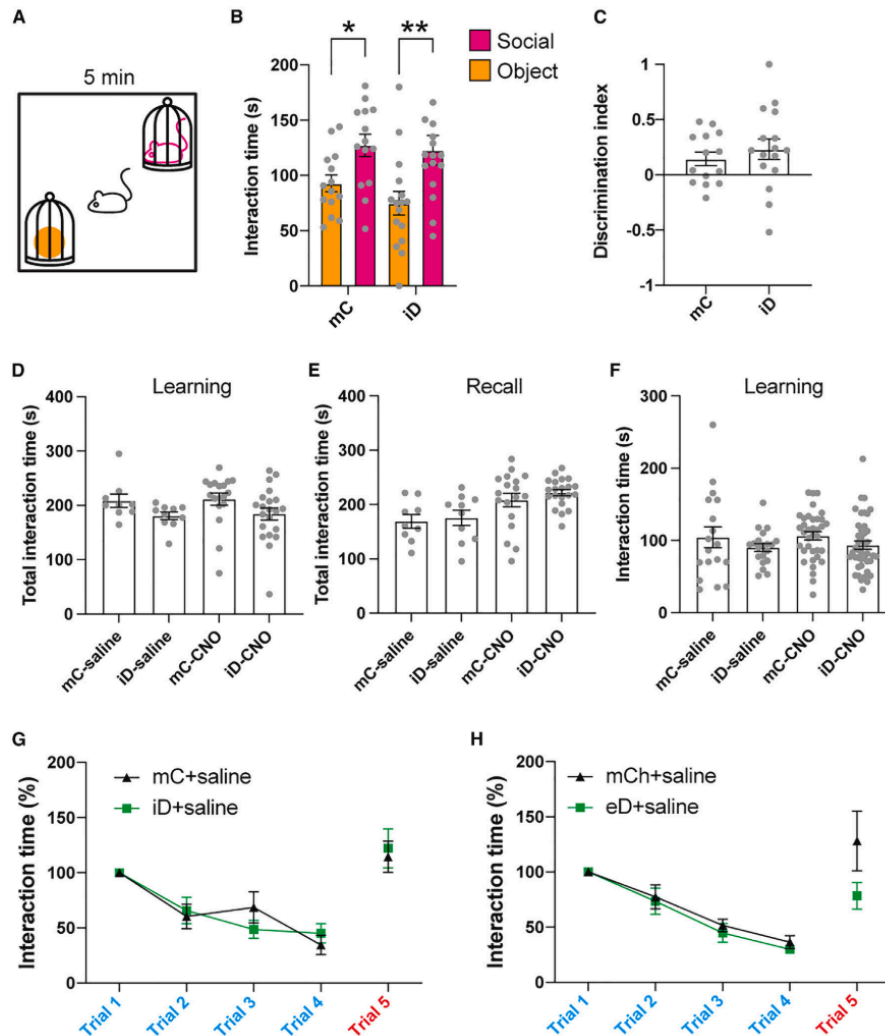 A
5 min
B
Interaction time (s)
200
150
100
50
0
*
**
mC
iD
Social
Object
C
Discrimination index
1
0.5
0
-0.5
-1
mC
iD
D
Learning
Total interaction time (s)
400
300
200
100
0
mC-saline
iD-saline
mC-CNO
iD-CNO
E
Recall
Total interaction time (s)
400
300
200
100
0
mC-saline
iD-saline
mC-CNO
iD-CNO
F
Learning
Interaction time (s)
300
200
100
0
mC-saline
iD-saline
mC-CNO
iD-CNO
G
Interaction time (%)
200
150
100
50
0
mC+saline
iD+saline
Trial 1
Trial 2
Trial 3
Trial 4
Trial 5
H
Interaction time (%)
200
150
100
50
0
mCh+saline
eD+saline
Trial 1
Trial 2
Trial 3
Trial 4
Trial 5